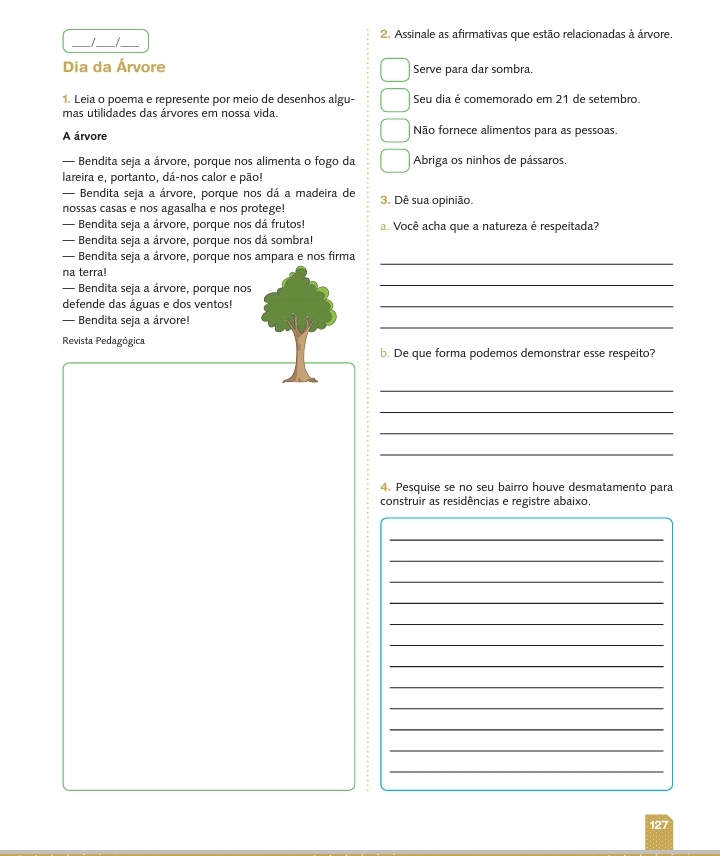 ___/___/___
Dia da Árvore
1. Leia o poema e represente por meio de desenhos algu-
mas utilidades das árvores em nossa vida.
A árvore
— Bendita seja a árvore, porque nos alimenta o fogo da
lareira e, portanto, dá-nos calor e pão!
— Bendita seja a árvore, porque nos dá a madeira de
nossas casas e nos agasalha e nos protege!
— Bendita seja a árvore, porque nos dá frutos!
— Bendita seja a árvore, porque nos dá sombra!
— Bendita seja a árvore, porque nos ampara e nos firma
na terra!
— Bendita seja a árvore, porque nos
defende das águas e dos ventos!
— Bendita seja a árvore!
Revista Pedagógica
2. Assinale as afirmativas que estão relacionadas à árvore.
Serve para dar sombra.
Seu dia é comemorado em 21 de setembro.
Não fornece alimentos para as pessoas.
Abriga os ninhos de pássaros.
3. Dê sua opinião.
a. Você acha que a natureza é respeitada?
b. De que forma podemos demonstrar esse respeito?
4. Pesquise se no seu bairro houve desmatamento para
construir as residências e registre abaixo.
127